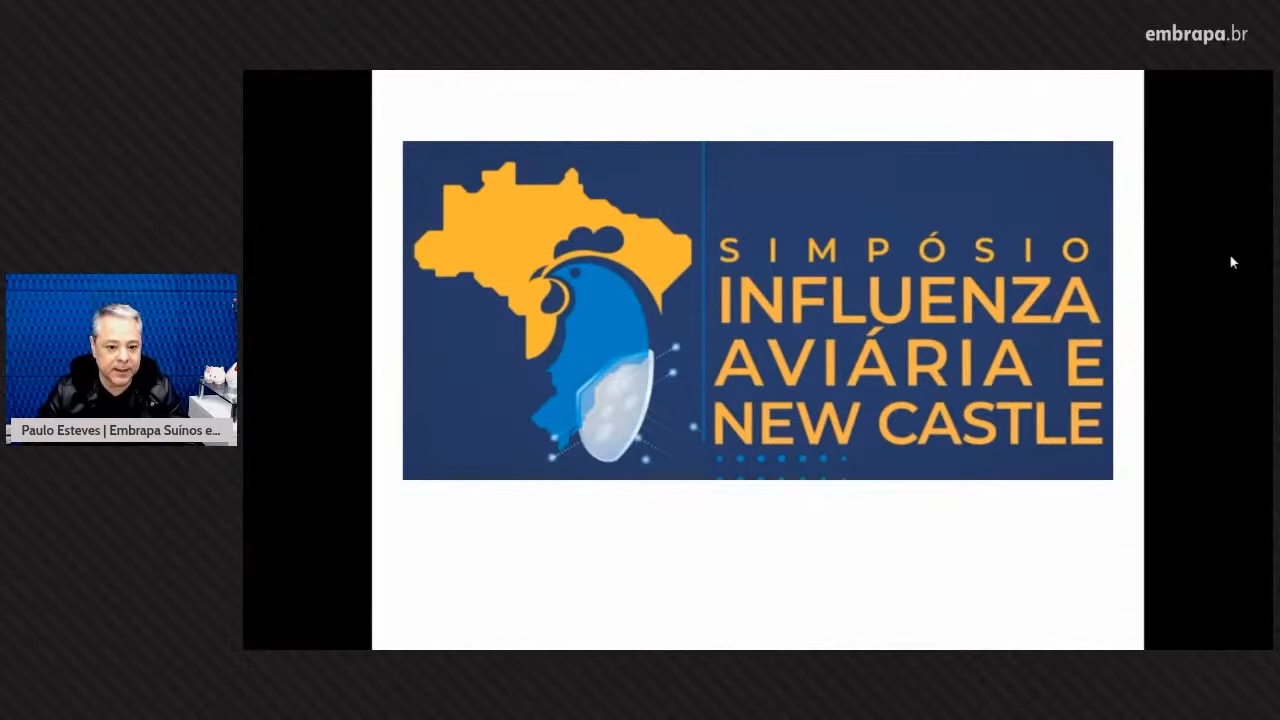 embrapa.br
SIMPÓSIO
INFLUENZA
AVIÁRIA E
NEW CASTLE
Paulo Esteves | Embrapa Suínos e...